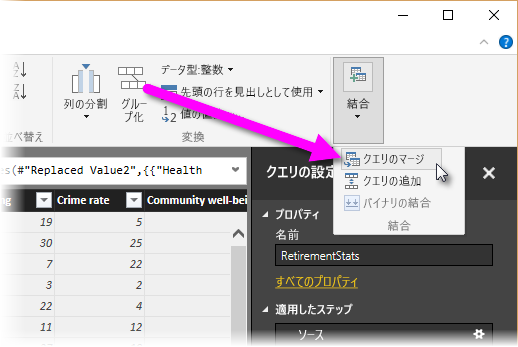 データ型:整数
列の分割
グループ化
先頭の行を見出しとして使用
1
2
値の
結合
並べ替え
変換
クエリのマージ
クエリの追加
バイナリの結合
結合
es(#"Replaced Value2",{{"Health
クエリの設定
ng
Crime rate
Community well-bei
19 5
30 25
7 22
3 2
22 4
11 12
プロパティ
名前
RetirementStats
すべてのプロパティ
適用したステップ
ソース